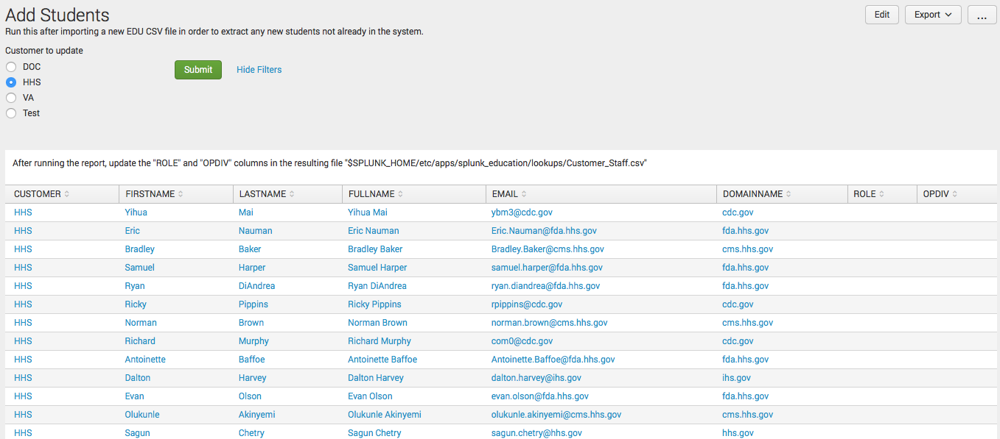 Add Students
Edit Export ...
Run this after importing a new EDU CSV file in order to extract any new students not already in the system.
Customer to update
DOC
HHS
VA
Test
Submit Hide Filters
After running the report, update the "ROLE" and "OPDIV" columns in the resulting file "$SPLUNK_HOME/etc/apps/splunk_education/lookups/Customer_Staff.csv"
CUSTOMER FIRSTNAME LASTNAME FULLNAME EMAIL DOMAINNAME ROLE OPDIV
HHS Yihua Mai Yihua Mai ybm3@cdc.gov cdc.gov
HHS Eric Nauman Eric Nauman Eric.Nauman@fda.hhs.gov fda.hhs.gov
HHS Bradley Baker Bradley Baker Bradley.Baker@cms.hhs.gov cms.hhs.gov
HHS Samuel Harper Samuel Harper samuel.harper@fda.hhs.gov fda.hhs.gov
HHS Ryan DiAndrea Ryan DiAndrea ryan.diandrea@fda.hhs.gov fda.hhs.gov
HHS Ricky Pippins Ricky Pippins rpippins@cdc.gov cdc.gov
HHS Norman Brown Norman Brown norman.brown@cms.hhs.gov cms.hhs.gov
HHS Richard Murphy Richard Murphy com0@cdc.gov cdc.gov
HHS Antoinette Baffoe Antoinette Baffoe Antoinette.Baffoe@fda.hhs.gov fda.hhs.gov
HHS Dalton Harvey Dalton Harvey dalton.harvey@ihs.gov ihs.gov
HHS Evan Olson Evan Olson evan.olson@fda.hhs.gov fda.hhs.gov
HHS Olukunle Akinyemi Olukunle Akinyemi olukunle.akinyemi@cms.hhs.gov cms.hhs.gov
HHS Sagun Chetry Sagun Chetry sagun.chetry@hhs.gov hhs.gov